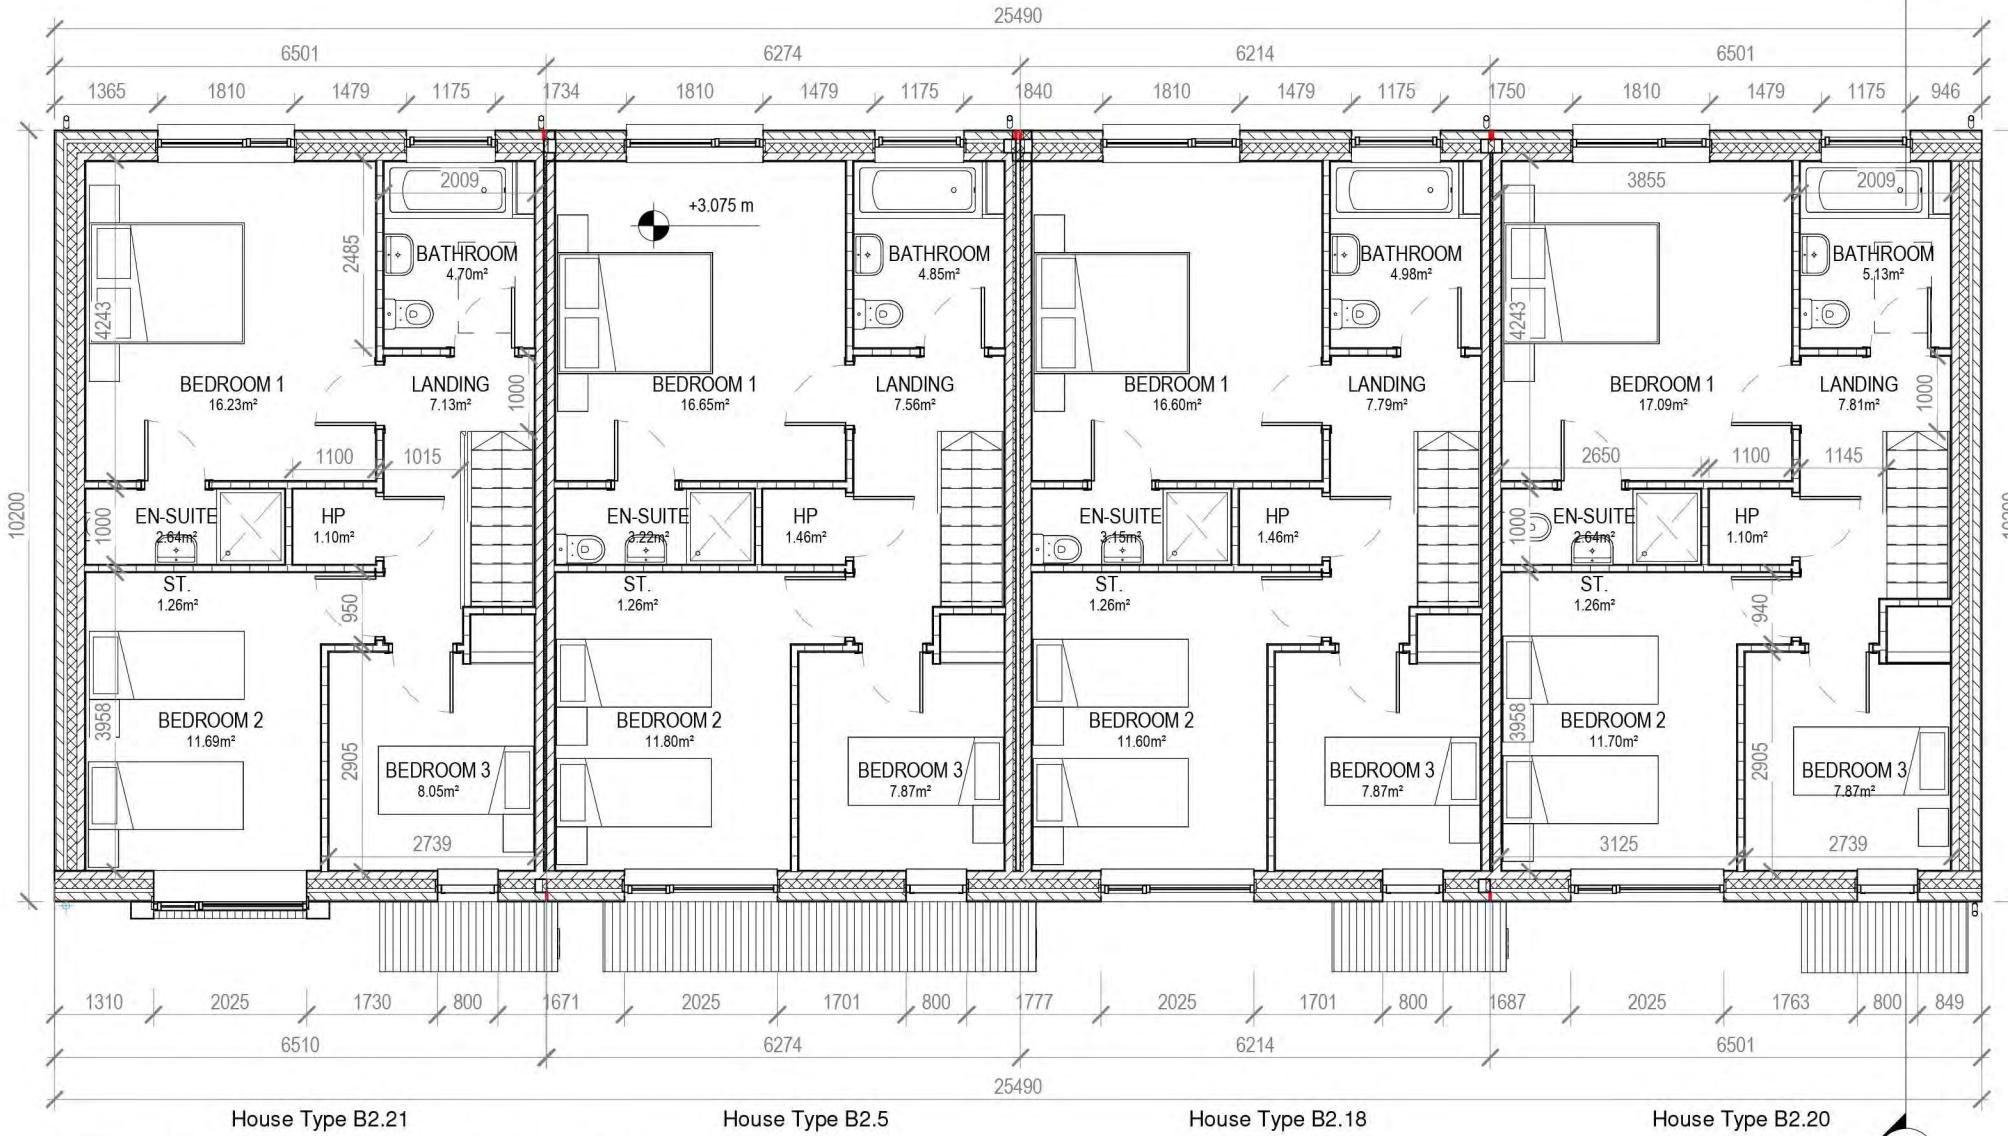 25490
6501 6274 6214 6501
1365 1810 1479 1175 1734 1810 1479 1175 1840 1810 1479 1175 1750 1810 1479 1175 946
2009 3855 2009
+3.075 m
2485
BATHROOM BATHROOM BATHROOM BATHROOM
4.70m² 4.85m² 4.98m² 5.13m²
4243 4243
BEDROOM 1 LANDING BEDROOM 1 LANDING BEDROOM 1 LANDING BEDROOM 1 LANDING
16.23m² 7.13m² 16.65m² 7.56m² 16.60m² 7.79m² 17.09m² 7.81m²
1000 1000
1100 1015 2650 1100 1145
10200
EN-SUITE HP EN-SUITE HP EN-SUITE HP EN-SUITE HP
2.64m² 1.10m² 3.22m² 1.46m² 3.15m² 1.46m² 2.64m² 1.10m²
1000 1000
ST. ST. ST. ST.
1.26m² 1.26m² 1.26m² 1.26m²
950 940
3958 3958
BEDROOM 2 BEDROOM 2 BEDROOM 2 BEDROOM 2
11.69m² 11.80m² 11.60m² 11.70m²
2905 2905
BEDROOM 3 BEDROOM 3 BEDROOM 3 BEDROOM 3
8.05m² 7.87m² 7.87m² 7.87m²
2739 3125 2739
1310 2025 1730 800 1671 2025 1701 800 1777 2025 1701 800 1687 2025 1763 800 849
6510 6274 6214 6501
25490
House Type B2.21 House Type B2.5 House Type B2.18 House Type B2.20